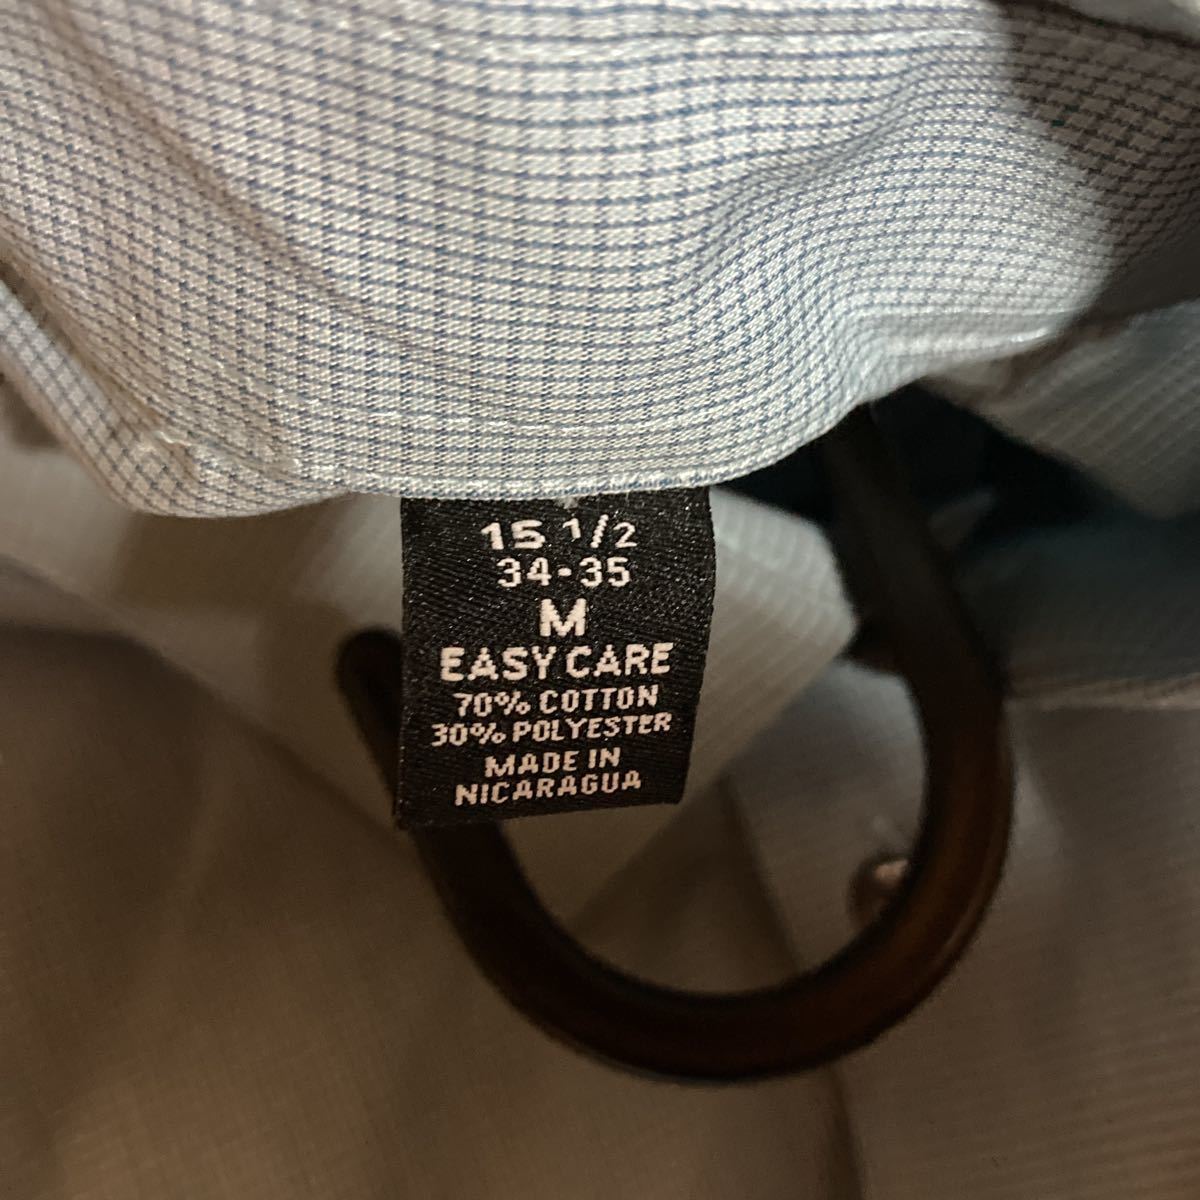 15 1/2
34-35
M
EASY CARE
70% COTTON
30% POLYESTER
MADE IN
NICARAGUA